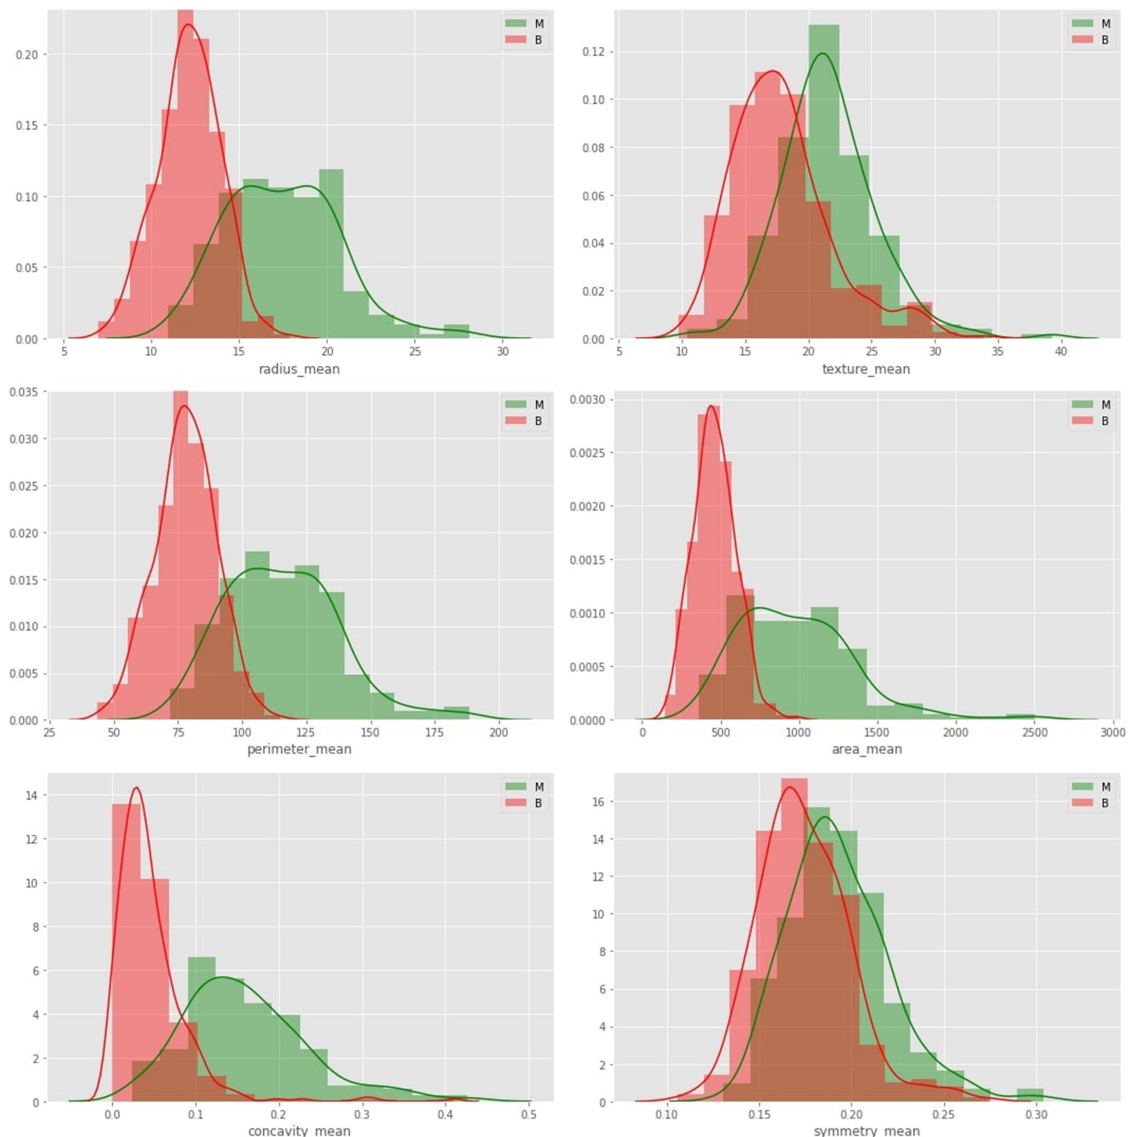 M
B
0.20
0.15
0.10
0.05
0.00
5 10 15 20 25 30
radius_mean
M
B
0.12
0.10
0.08
0.06
0.04
0.02
0.00
5 10 15 20 25 30 35 40
texture_mean
M
B
0.035
0.030
0.025
0.020
0.015
0.010
0.005
0.000
25 50 75 100 125 150 175 200
perimeter_mean
M
B
0.0030
0.0025
0.0020
0.0015
0.0010
0.0005
0.0000
0 500 1000 1500 2000 2500 3000
area_mean
M
B
14
12
10
8
6
4
2
0
0.0 0.1 0.2 0.3 0.4 0.5
concavity_mean
M
B
16
14
12
10
8
6
4
2
0
0.10 0.15 0.20 0.25 0.30
symmetry_mean